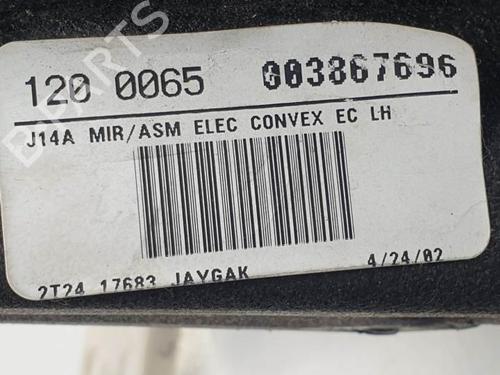 120 0065 003867696
J14A MIR/ASM ELEC CONVEX EC LH
2T24 17683 JAYGAK 4/24/02